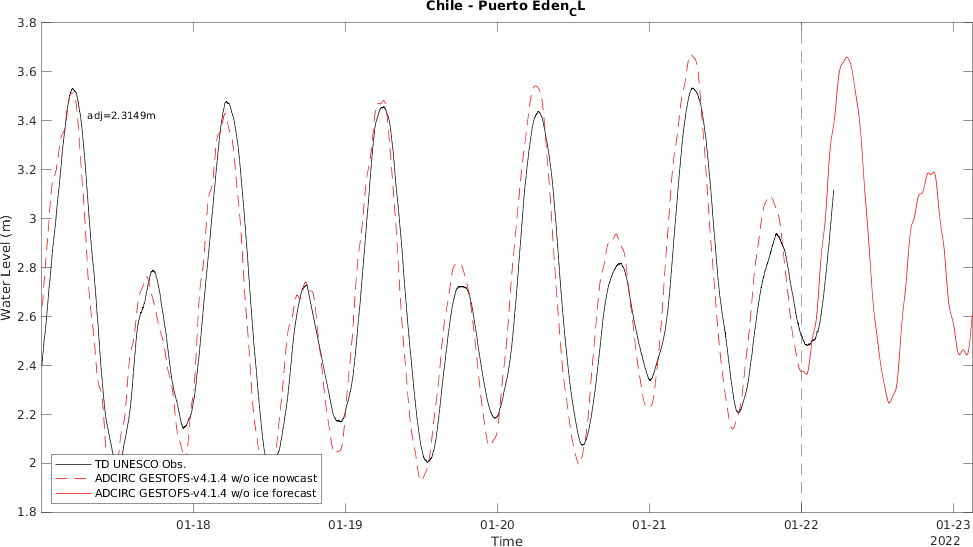 Chile - Puerto Eden_CL
3.8
3.6
3.4
3.2
3
2.8
2.6
2.4
2.2
2
1.8
Water Level (m)
adj=2.3149m
TD UNESCO Obs.
ADCIRC GESTOFS-v4.1.4 w/o ice nowcast
ADCIRC GESTOFS-v4.1.4 w/o ice forecast
01-18 01-19 01-20 01-21 01-22 01-23
Time 2022